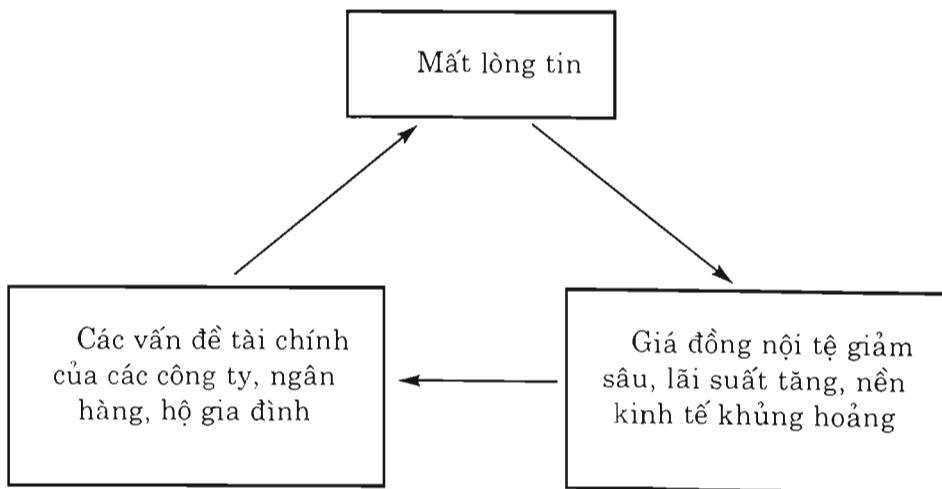 Mất lòng tin
Các vấn đề tài chính
của các công ty, ngân
hàng, hộ gia đình
Giá đồng nội tệ giảm
sâu, lãi suất tăng, nền
kinh tế khủng hoảng